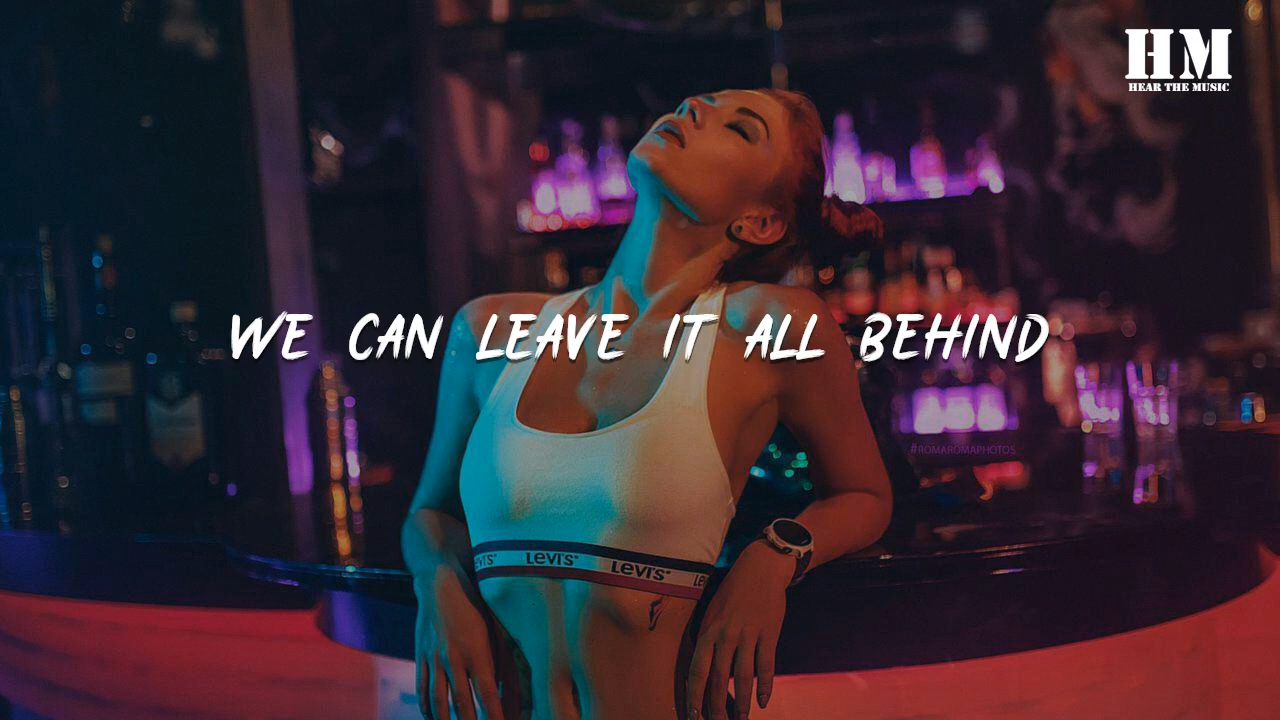 HM
HEAR THE MUSIC
WE CAN LEAVE IT ALL BEHIND
#ROMAROMAPHOTOS
LEVI'S LEVI'S